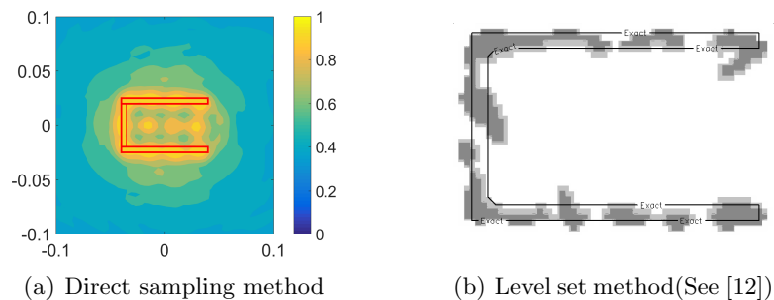 0.1
0.05
0
-0.05
-0.1
-0.1
0
0.1
1
0.8
0.6
0.4
0.2
0
(a) Direct sampling method
Exact
Exact
Exact
Exact
Exact
Exact
(b) Level set method(See [12])